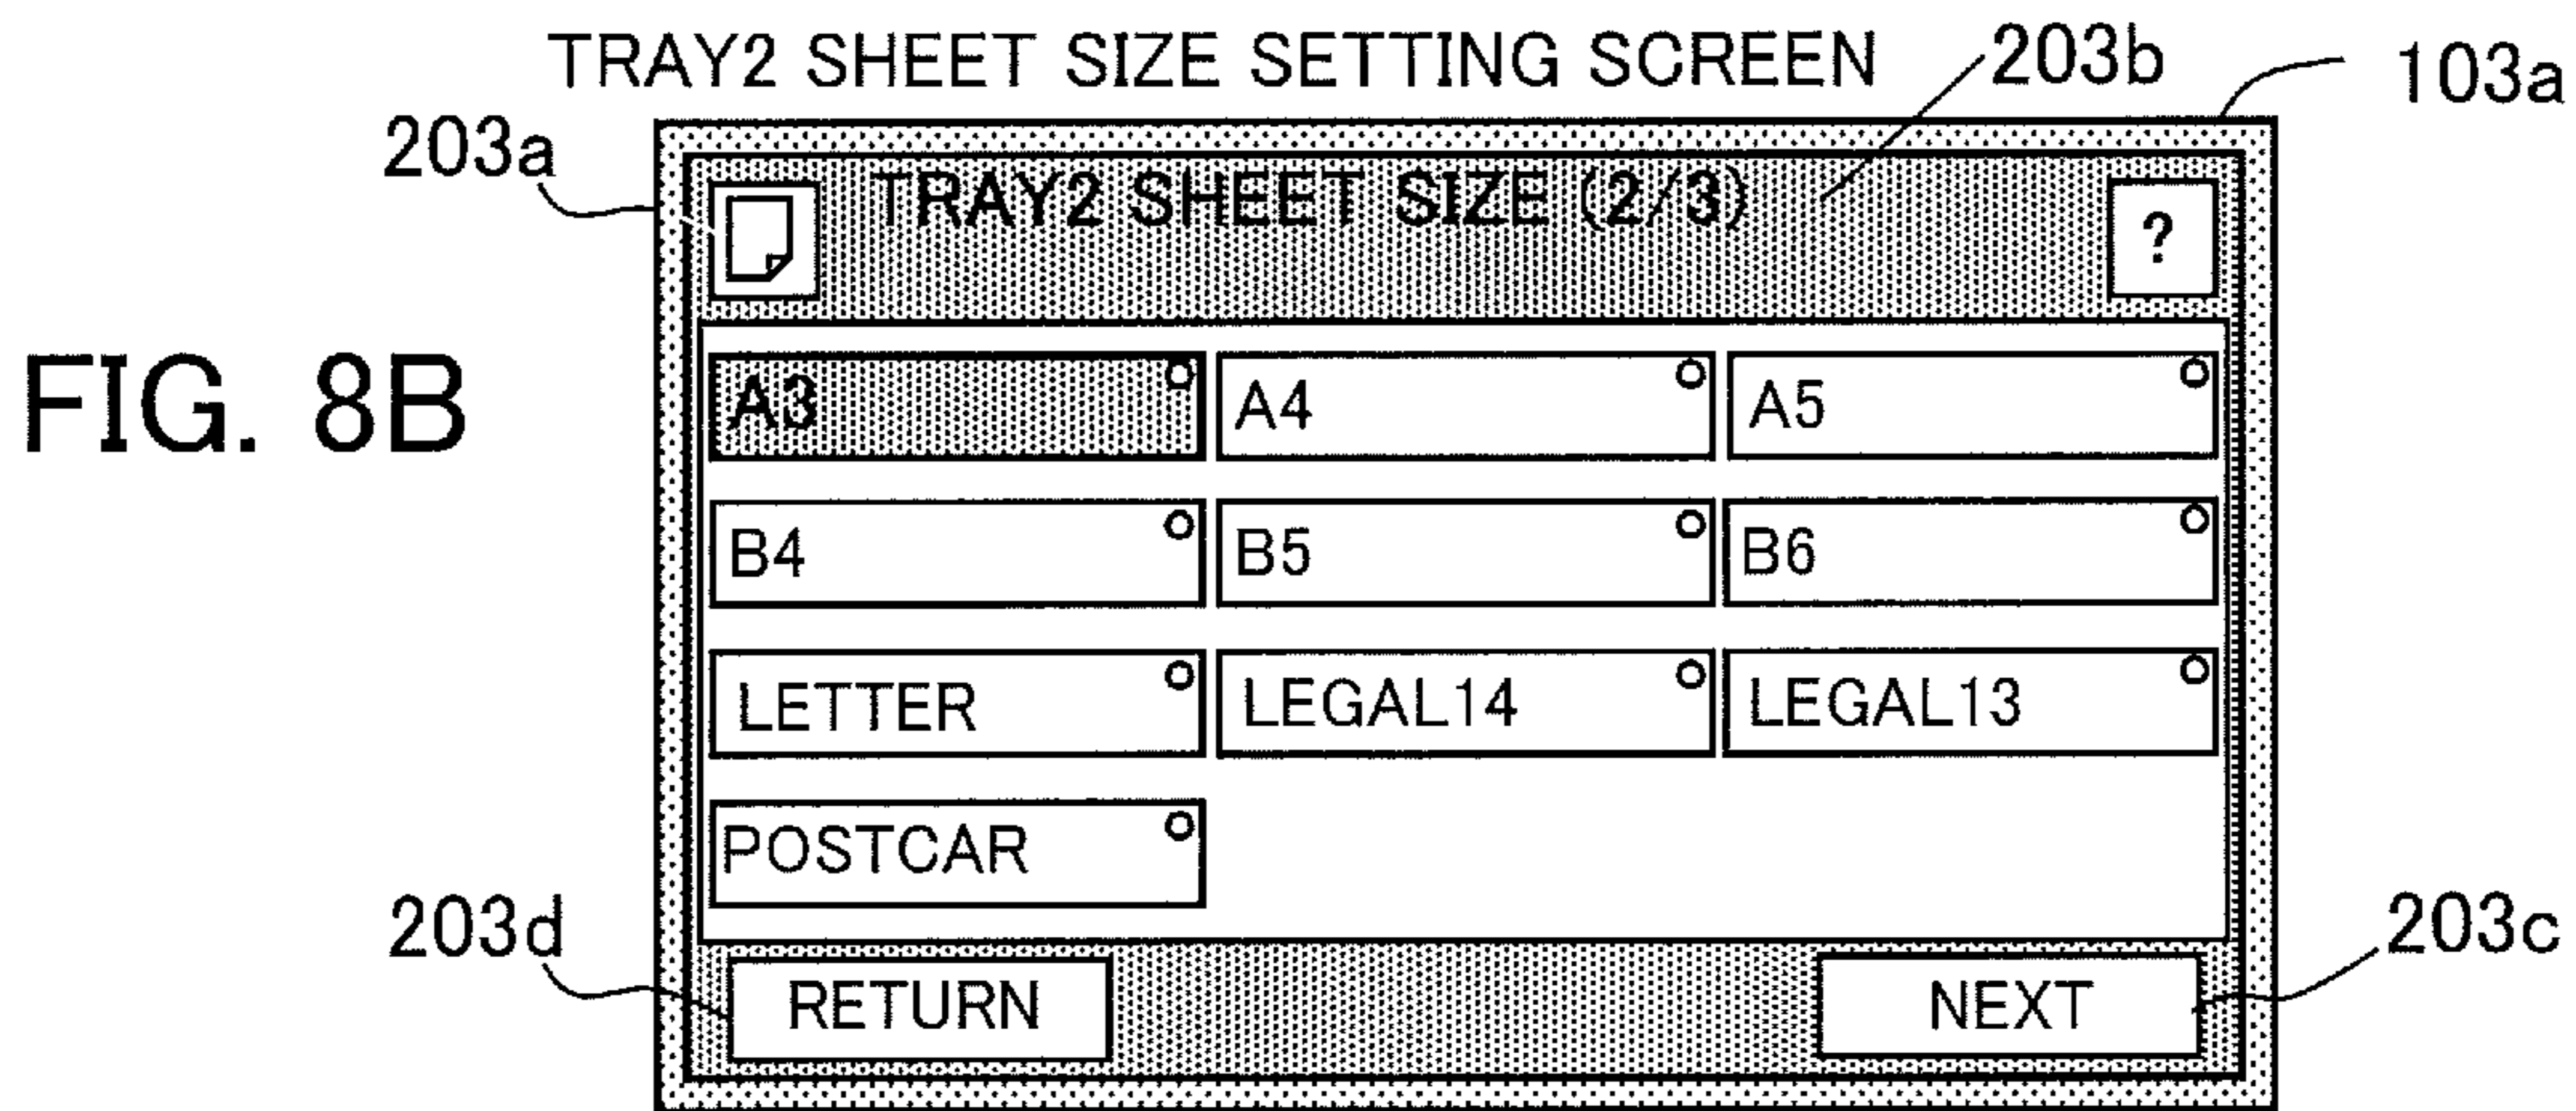 TRAY2 SHEET SIZE SETTING SCREEN
203b
103a
203a
TRAY2 SHEET SIZE (2/3)
?
FIG. 8B
A3 A4 A5
B4 B5 B6
LETTER LEGAL14 LEGAL13
POSTCAR
203d
203c
RETURN NEXT